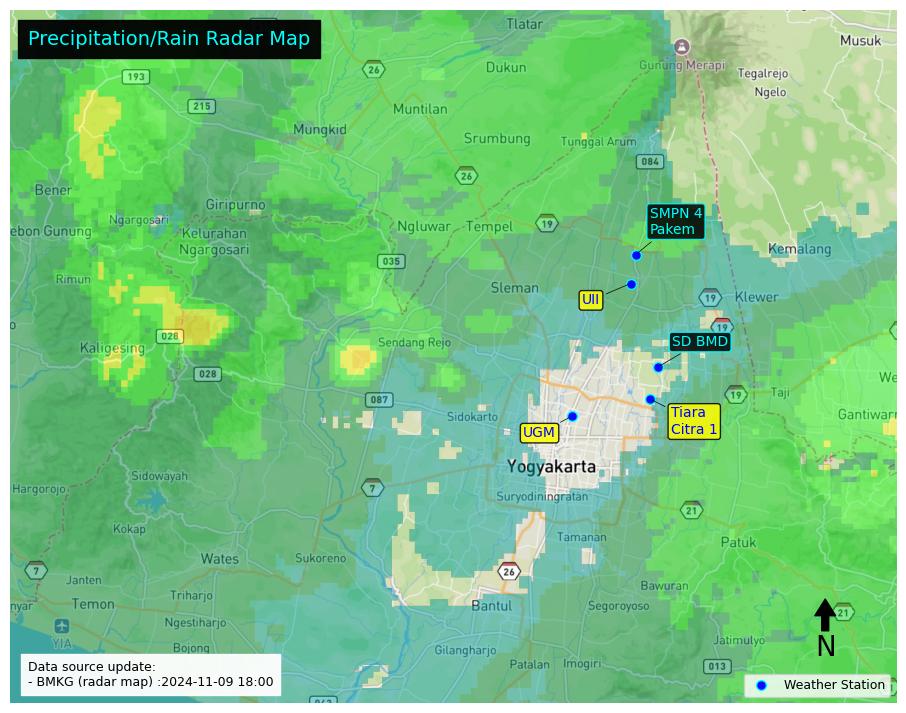 Precipitation/Rain Radar Map
Tlatar
Musuk
26
193
Dukun
Gunung Merapi
Tegalrejo
Ngelo
215
Muntilan
Mungkid
Srumbung
Tunggal Arum
084
26
Bener
Giripurno
Ngargosari
SMPN 4
Pakem
Ngluwar
Tempel
19
ebon Gunung
Kelurahan
Ngargosari
Kemalang
035
Rimun
Sleman
UII
19
Klewer
19
028
Sendang Rejo
SD BMD
Kaligesing
028
We
087
19
Taji
Sidokarto
Tiara
Citra 1
Gantiwarn
UGM
Yogyakarta
Sidowayah
Hargorojo
7
Suryodiningratan
21
Kokap
Tamanan
Patuk
Wates
Sukoreno
7
26
Janten
Bawuran
nyar
Temon
Triharjo
Bantul
Segoroyoso
21
Ngestiharjo
YIA
N
Bojong
Gilangharjo
Jatimulyo
Patalan
Imogiri
013
Data source update:
- BMKG (radar map) :2024-11-09 18:00
Weather Station